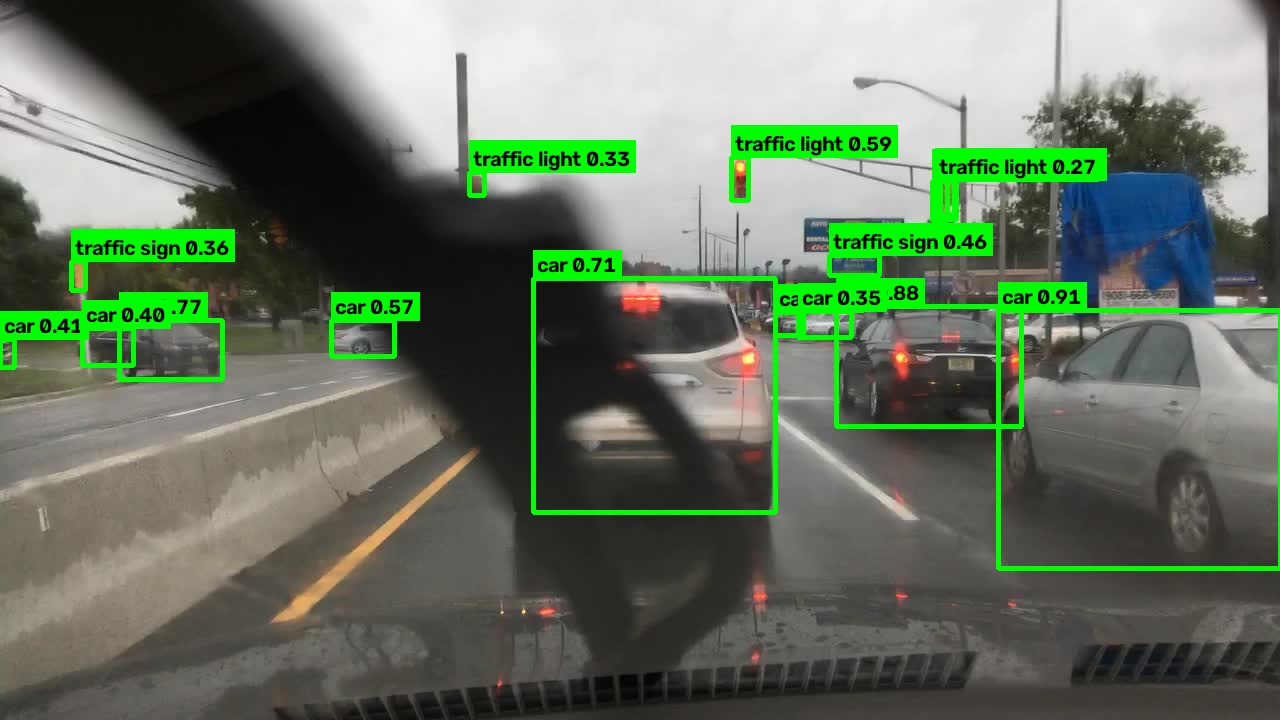 traffic light 0.59
traffic light 0.33
traffic light 0.27
traffic sign 0.36
traffic sign 0.46
car 0.71
.77
car 0.40
car 0.41
car 0.57
ca
car 0.35
.88
car 0.91